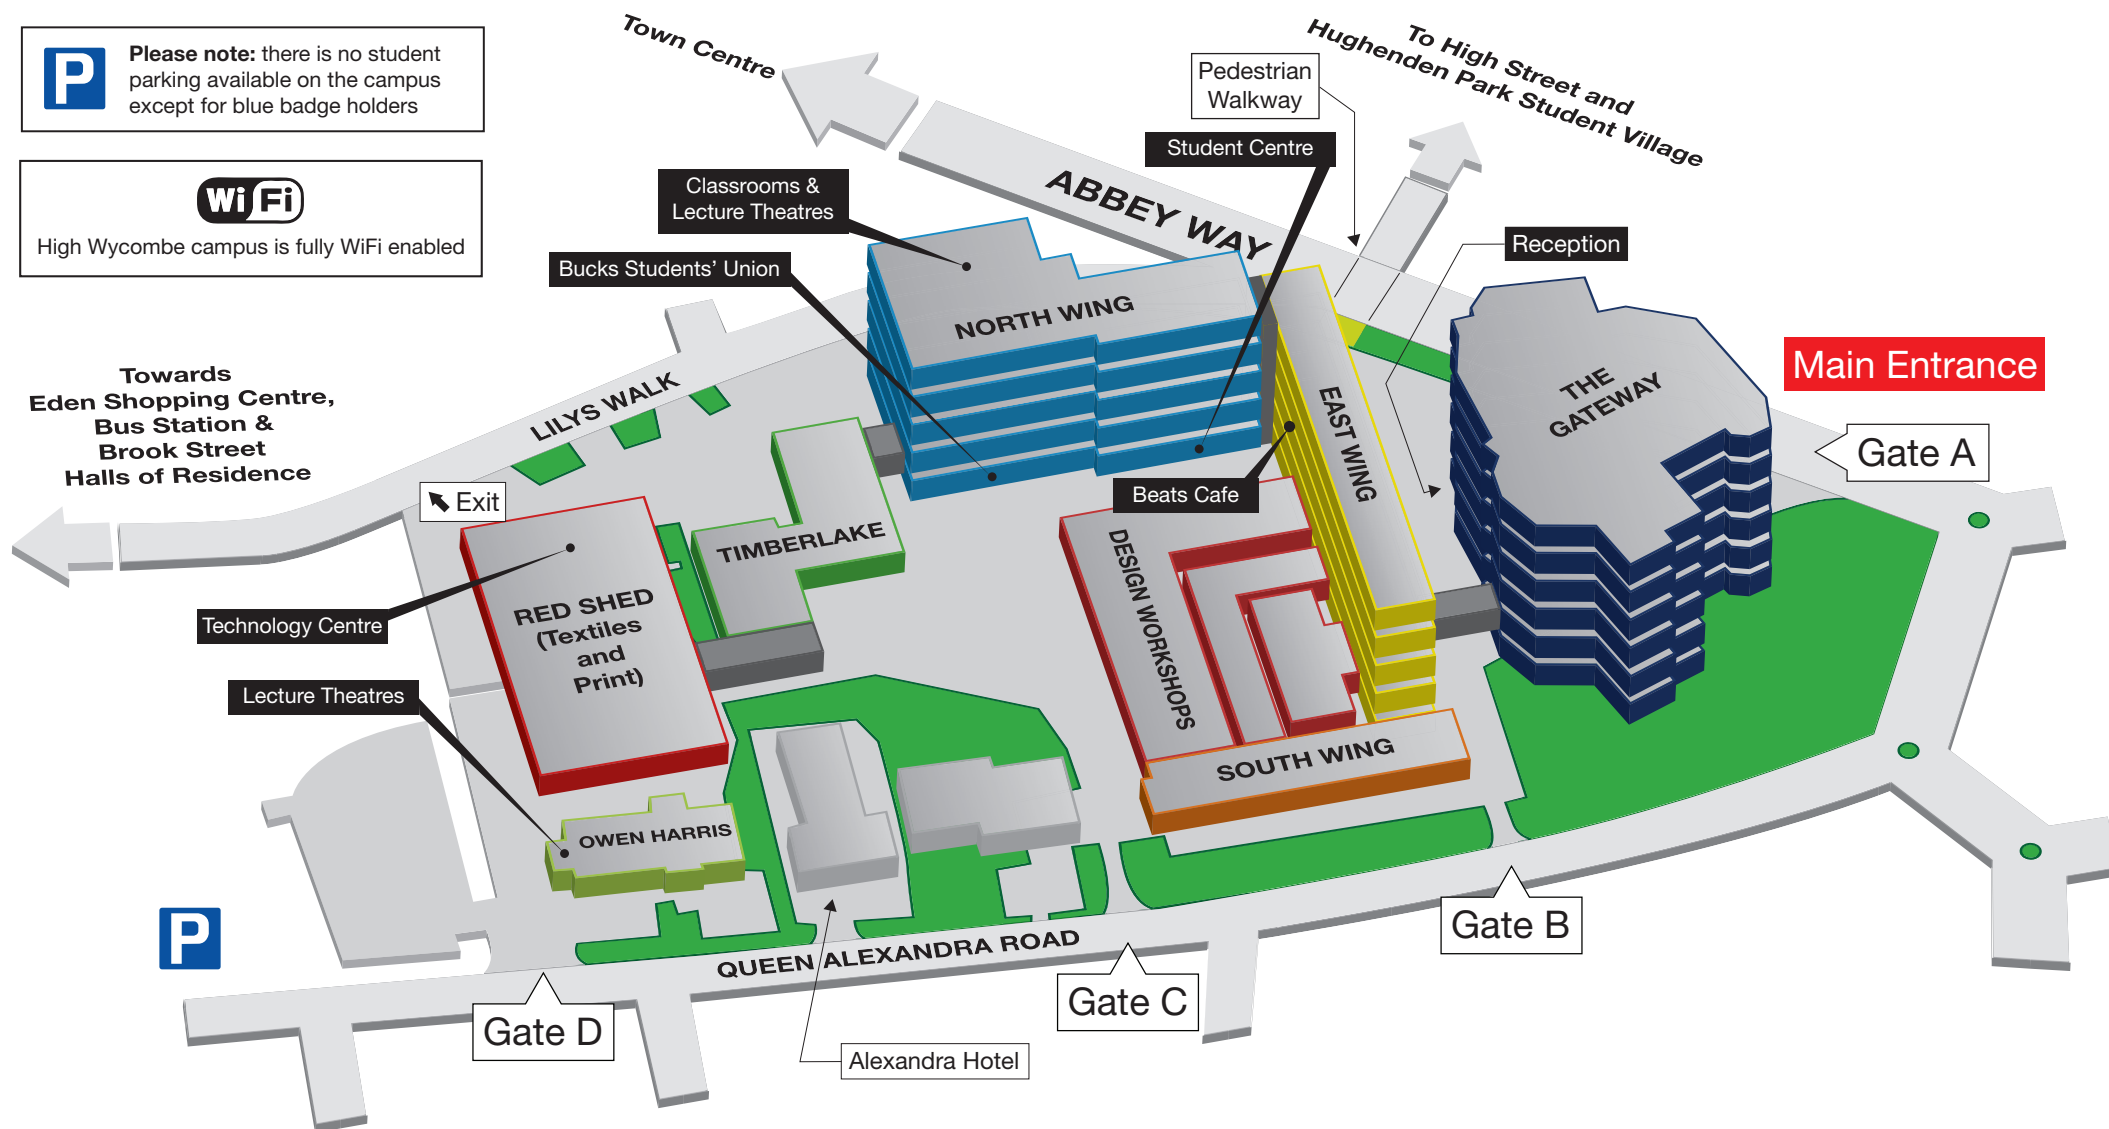 P
Please note: there is no student
parking available on the campus
except for blue badge holders
Wi Fi
High Wycombe campus is fully WiFi enabled
Town Centre
To High Street and
Hughenden Park Student Village
Pedestrian
Walkway
Student Centre
Classrooms &
Lecture Theatres
ABBEY WAY
Bucks Students’ Union
Reception
NORTH WING
Main Entrance
THE
GATEWAY
Towards
Eden Shopping Centre,
Bus Station &
Brook Street
Halls of Residence
LILYS WALK
EAST WING
Gate A
Exit
Beats Cafe
TIMBERLAKE
DESIGN WORKSHOPS
RED SHED
(Textiles
and
Print)
Technology Centre
Lecture Theatres
SOUTH WING
OWEN HARRIS
P
QUEEN ALEXANDRA ROAD
Gate B
Gate C
Gate D
Alexandra Hotel